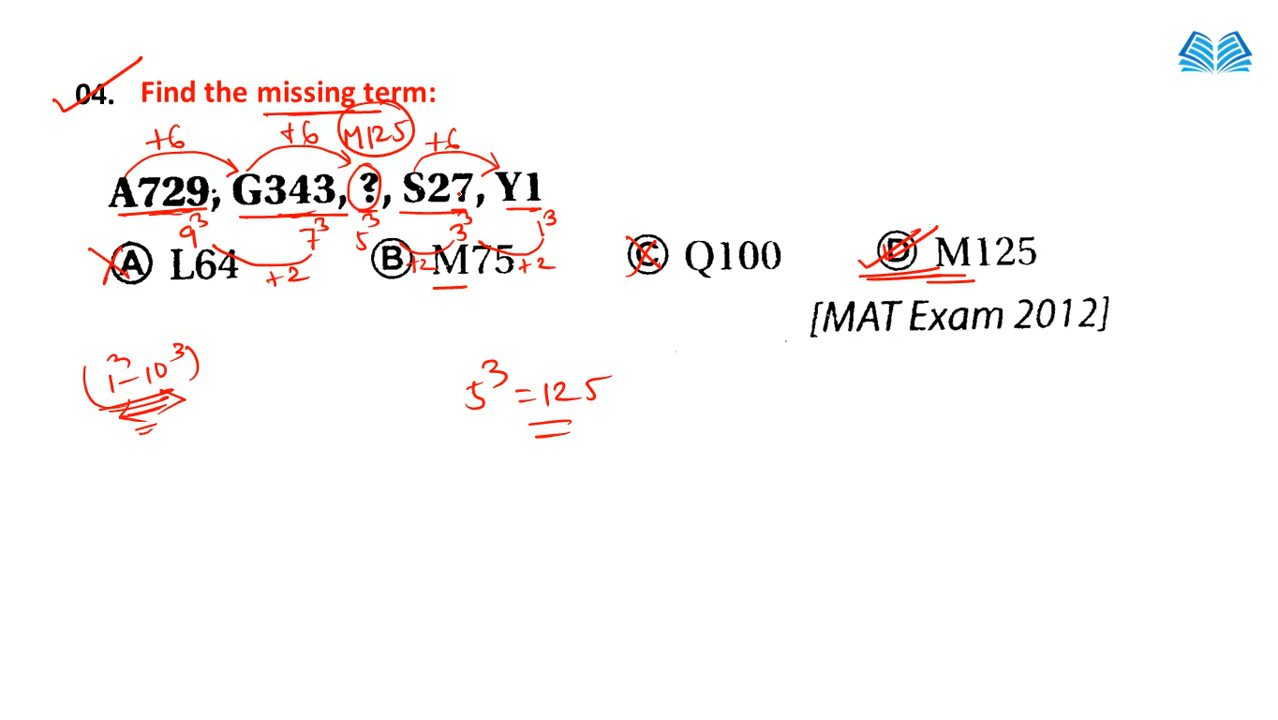 04. Find the missing term:
+6 +6 M125 +6
A729, G343, ?, S27, Y1
9³ 7³ 5³ 3³ 1³
Ⓐ L64 Ⓑ M75 Ⓒ Q100 Ⓓ M125
+2 +2 +2
[MAT Exam 2012]
(1³–10³) 5³ = 125